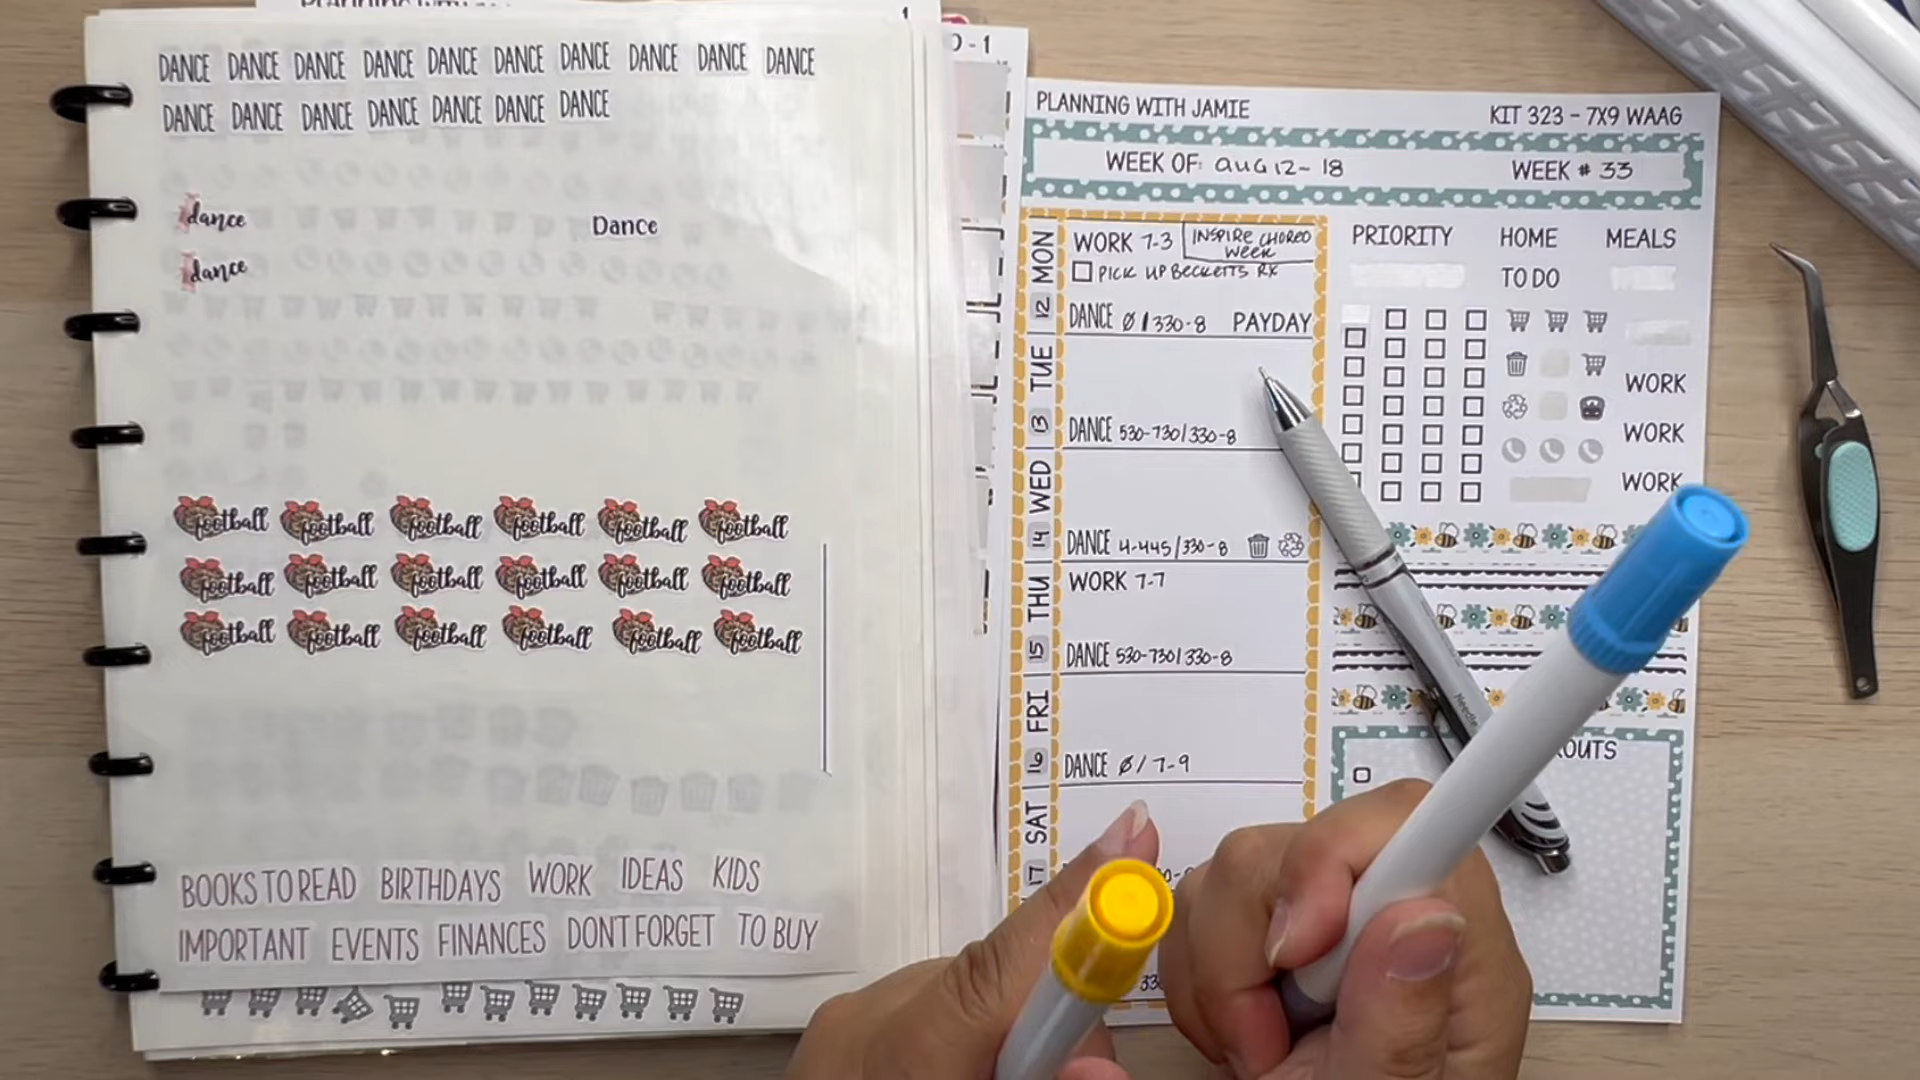 DANCE DANCE DANCE DANCE DANCE DANCE DANCE DANCE DANCE DANCE
DANCE DANCE DANCE DANCE DANCE DANCE DANCE
dance
Dance
dance
football football football football football football
football football football football football football
football football football football football football
BOOKS TO READ BIRTHDAYS WORK IDEAS KIDS
IMPORTANT EVENTS FINANCES DON'T FORGET TO BUY
PLANNING WITH JAMIE
KIT 323 - 7X9 WAAG
WEEK OF: AUG 12-18
WEEK # 33
MON 12
WORK 7-3
INSPIRE CHOREO
WEEK
PICK UP BECKETTS RX
DANCE Ø/330-8 PAYDAY
TUE 13
DANCE 530-730/330-8
WED 14
DANCE 4-445/330-8
THU 15
WORK 7-7
DANCE 530-730/330-8
FRI 16
DANCE Ø/7-9
SAT 17
PRIORITY HOME MEALS
TO DO
WORK
WORK
WORK
Needle